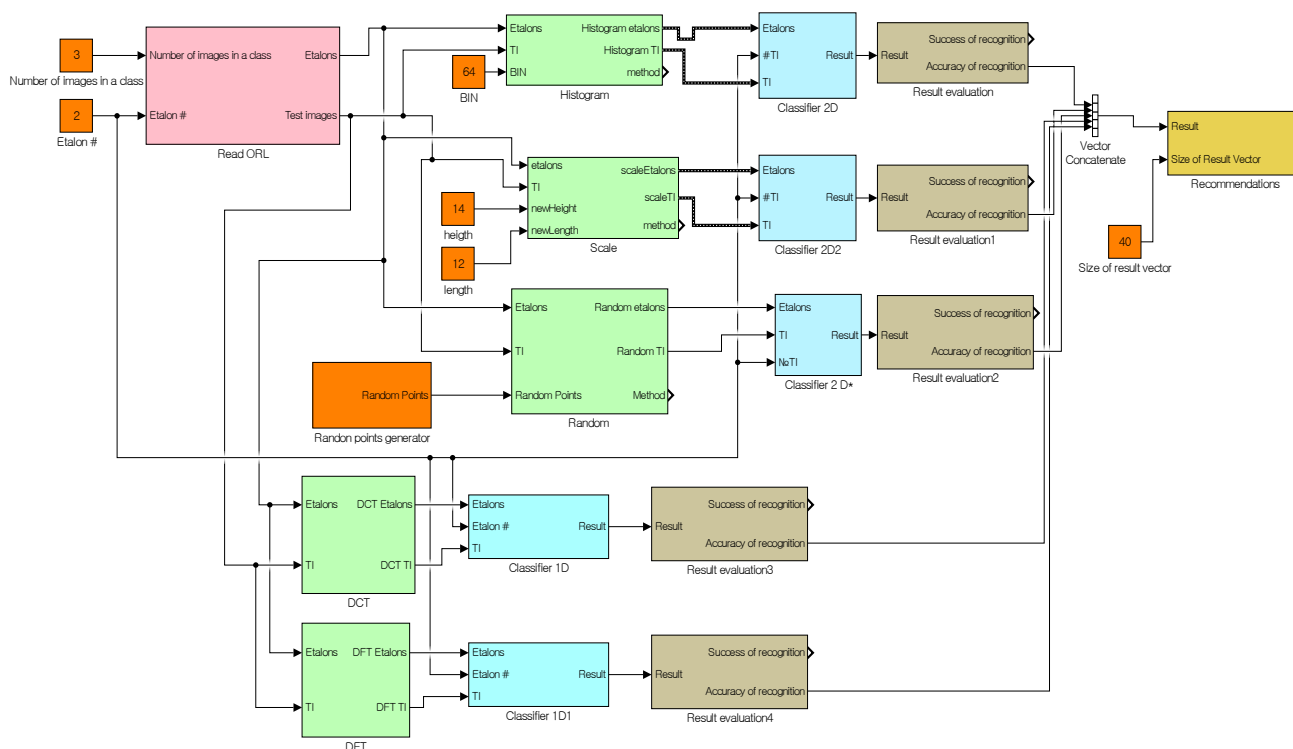 3
Number of images in a class
2
Etalon #
Number of images in a class
Etalons
Etalon #
Test images
Read ORL
Etalons
Histogram etalons
TI
Histogram TI
BIN
method
Histogram
64
BIN
Etalons
#TI
Result
TI
Classifier 2D
Success of recognition
Result
Accuracy of recognition
Result evaluation
Vector
Concatenate
Result
Size of Result Vector
Recommendations
40
Size of result vector
etalons
scaleEtalons
TI
scaleTI
newHeight
newLength
method
Scale
14
heigth
12
length
Etalons
#TI
Result
TI
Classifier 2D2
Success of recognition
Result
Accuracy of recognition
Result evaluation1
Etalons
Random etalons
TI
Random TI
Random Points
Method
Random
Random Points
Randon points generator
Etalons
TI
Result
№TI
Classifier 2 D*
Success of recognition
Result
Accuracy of recognition
Result evaluation2
Etalons
DCT Etalons
TI
DCT TI
DCT
Etalons
Etalon #
Result
TI
Classifier 1D
Success of recognition
Result
Accuracy of recognition
Result evaluation3
Etalons
DFT Etalons
TI
DFT TI
DFT
Etalons
Etalon #
Result
TI
Classifier 1D1
Success of recognition
Result
Accuracy of recognition
Result evaluation4